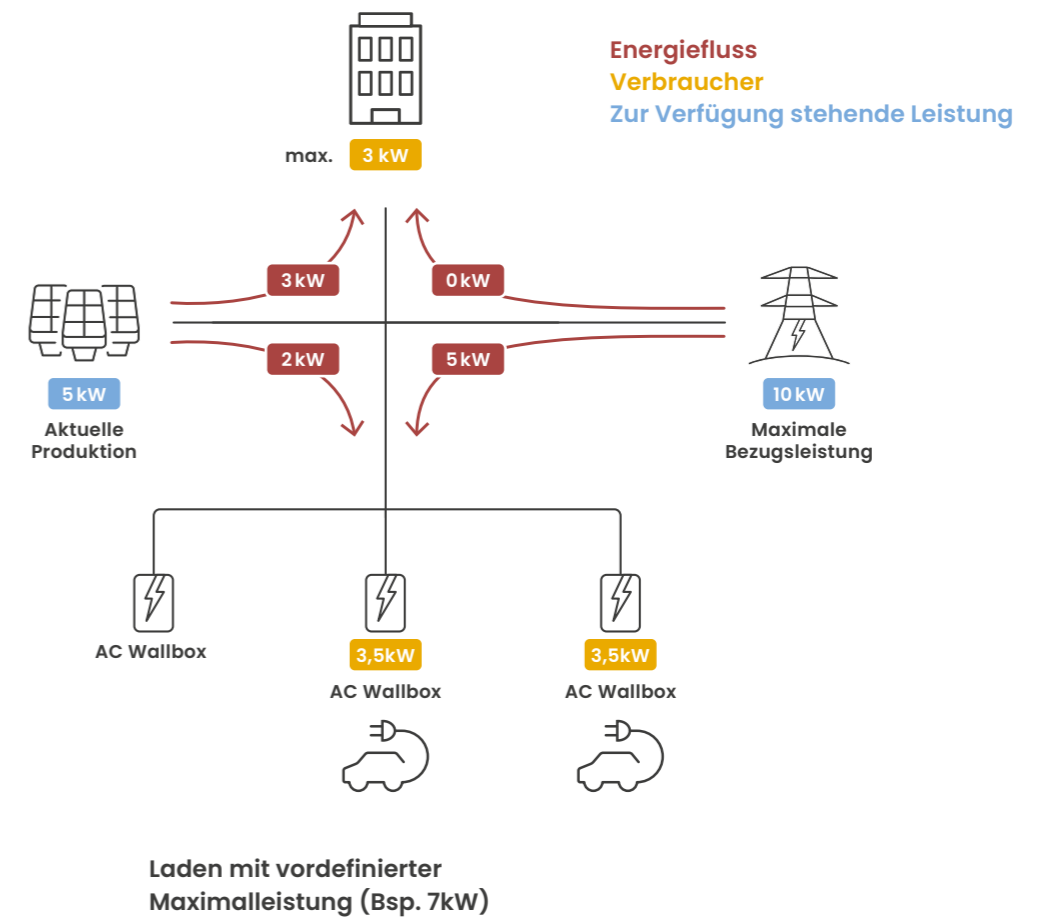 Energiefluss
Verbraucher
Zur Verfügung stehende Leistung
max. 3 kW
3 kW
0 kW
2 kW
5 kW
5 kW
Aktuelle
Produktion
10 kW
Maximale
Bezugsleistung
AC Wallbox
3,5kW
AC Wallbox
3,5kW
AC Wallbox
Laden mit vordefinierter
Maximalleistung (Bsp. 7kW)